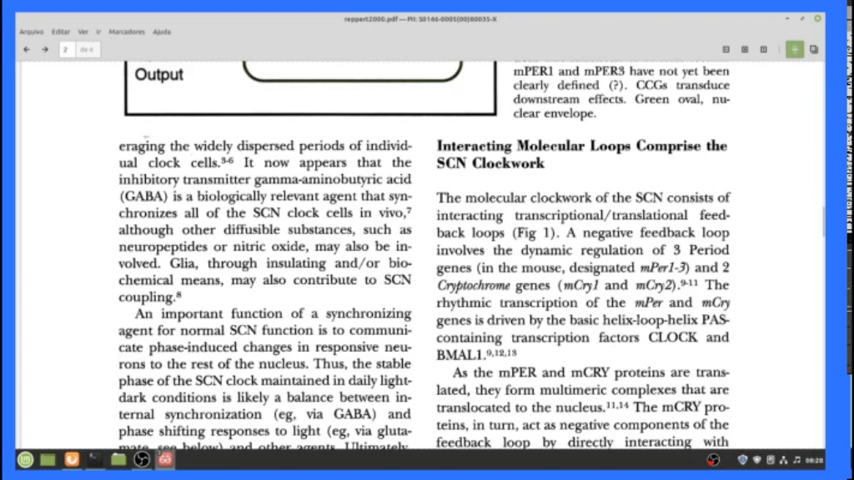 reppert2000.pdf — PII: S0146-0005(00)80035-X
Arquivo Editar Ver Ir Marcadores Ajuda
2 de 4
Output
mPER1 and mPER3 have not yet been
clearly defined (?). CCGs transduce
downstream effects. Green oval, nu-
clear envelope.
eraging the widely dispersed periods of individ-
ual clock cells.3-6 It now appears that the
inhibitory transmitter gamma-aminobutyric acid
(GABA) is a biologically relevant agent that syn-
chronizes all of the SCN clock cells in vivo,7
although other diffusible substances, such as
neuropeptides or nitric oxide, may also be in-
volved. Glia, through insulating and/or bio-
chemical means, may also contribute to SCN
coupling.8
An important function of a synchronizing
agent for normal SCN function is to communi-
cate phase-induced changes in responsive neu-
rons to the rest of the nucleus. Thus, the stable
phase of the SCN clock maintained in daily light-
dark conditions is likely a balance between in-
ternal synchronization (eg, via GABA) and
phase shifting responses to light (eg, via gluta-
mate, see below) and other agents. Ultimately,
Interacting Molecular Loops Comprise the
SCN Clockwork
The molecular clockwork of the SCN consists of
interacting transcriptional/translational feed-
back loops (Fig 1). A negative feedback loop
involves the dynamic regulation of 3 Period
genes (in the mouse, designated mPer1-3) and 2
Cryptochrome genes (mCry1 and mCry2).9-11 The
rhythmic transcription of the mPer and mCry
genes is driven by the basic helix-loop-helix PAS-
containing transcription factors CLOCK and
BMAL1.9,12,13
As the mPER and mCRY proteins are trans-
lated, they form multimeric complexes that are
translocated to the nucleus.11,14 The mCRY pro-
teins, in turn, act as negative components of the
feedback loop by directly interacting with
08:28